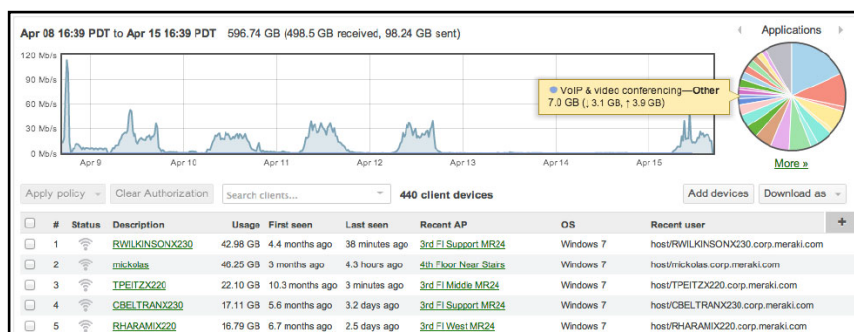 Apr 08 16:39 PDT to Apr 15 16:39 PDT 596.74 GB (498.5 GB received, 98.24 GB sent)
Applications
120 Mb/s
90 Mb/s
60 Mb/s
30 Mb/s
0 Mb/s
Apr 9 Apr 10 Apr 11 Apr 12 Apr 13 Apr 14 Apr 15
VoIP & video conferencing—Other
7.0 GB (↓ 3.1 GB, ↑ 3.9 GB)
More »
Apply policy Clear Authorization Search clients... 440 client devices Add devices Download as
# Status Description Usage First seen Last seen Recent AP OS Recent user +
1 RWILKINSONX230 42.98 GB 4.4 months ago 38 minutes ago 3rd Fl Support MR24 Windows 7 host/RWILKINSONX230.corp.meraki.com
2 mickolas 46.25 GB 3 months ago 4.3 hours ago 4th Floor Near Stairs Windows 7 host/mickolas.corp.meraki.com
3 TPEITZX220 22.10 GB 10.3 months ago 3 minutes ago 3rd Fl Middle MR24 Windows 7 host/TPEITZX220.corp.meraki.com
4 CBELTRANX230 17.11 GB 5.6 months ago 3.2 days ago 3rd Fl Support MR24 Windows 7 host/CBELTRANX230.corp.meraki.com
5 RHARAMIX220 16.79 GB 6.7 months ago 2.5 days ago 3rd Fl West MR24 Windows 7 host/RHARAMIX220.corp.meraki.com